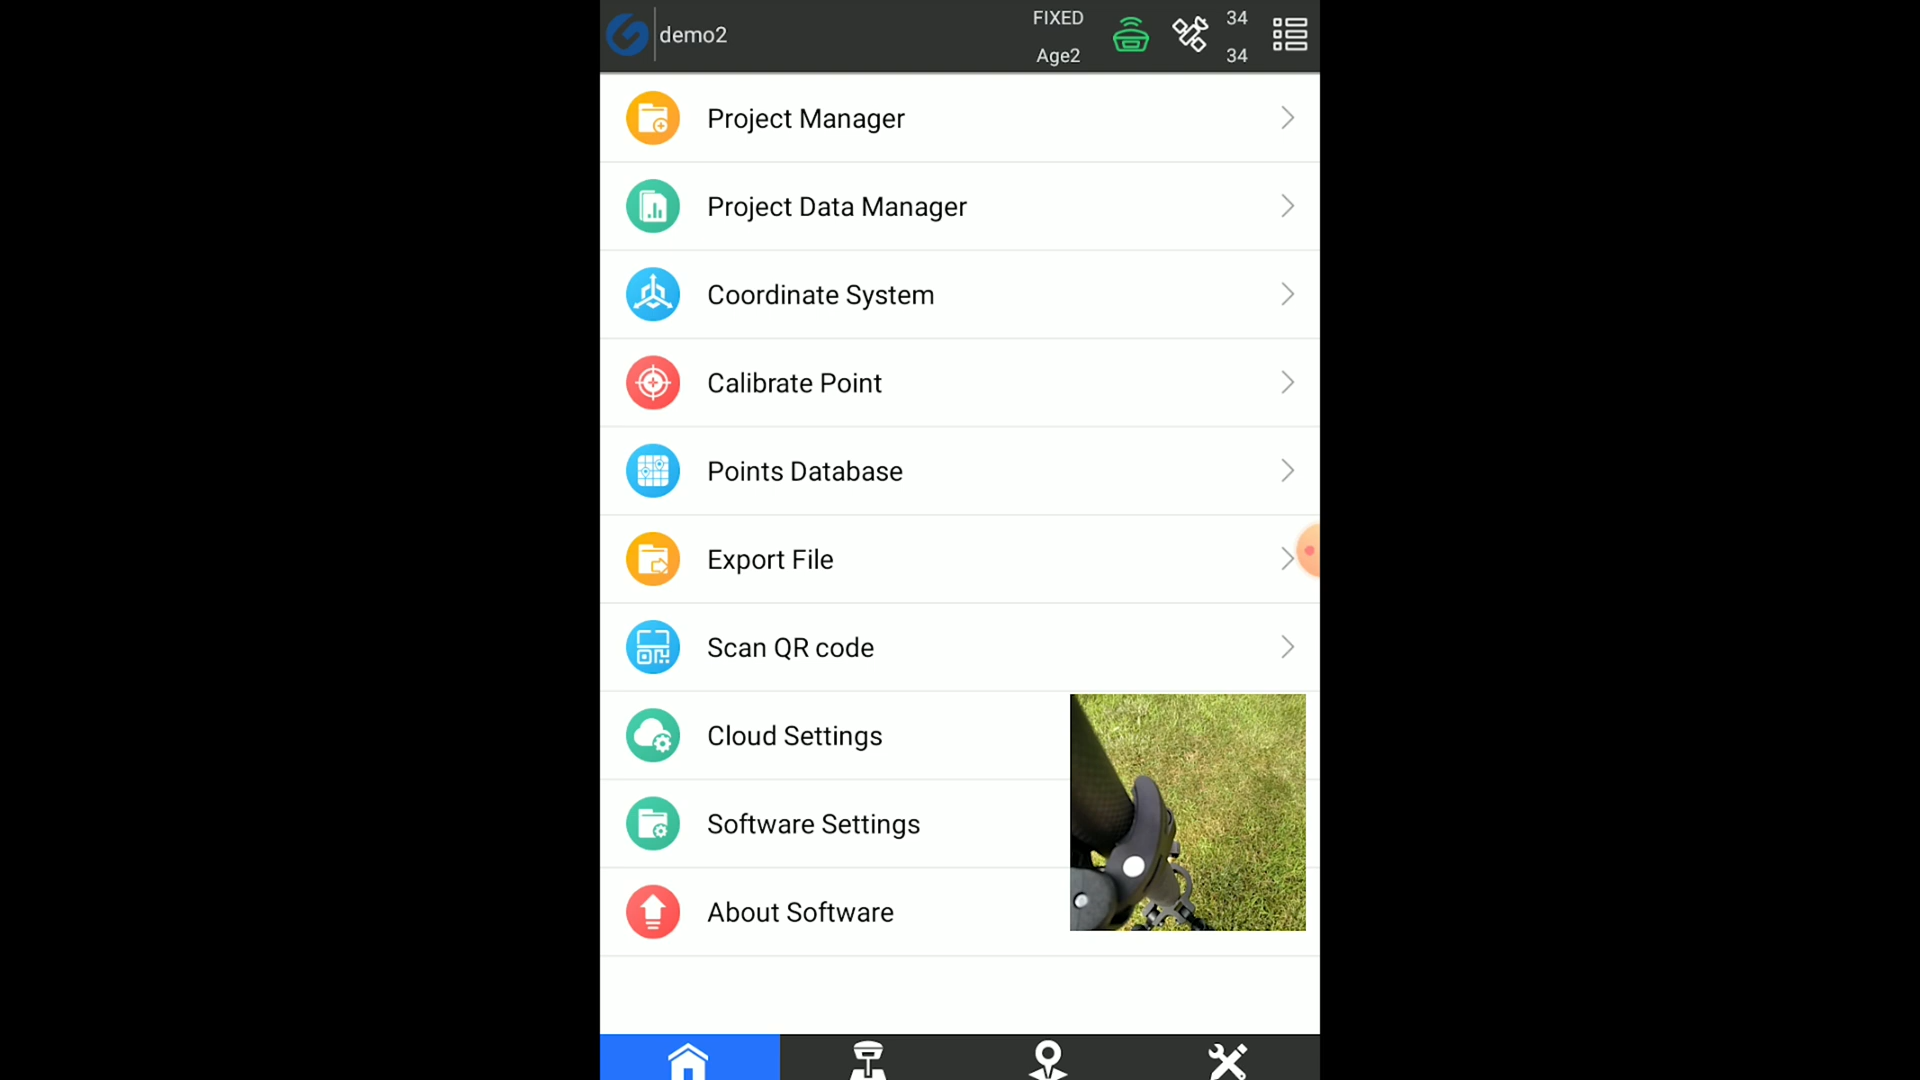 demo2
FIXED
Age2
34
34
Project Manager
Project Data Manager
Coordinate System
Calibrate Point
Points Database
Export File
Scan QR code
Cloud Settings
Software Settings
About Software